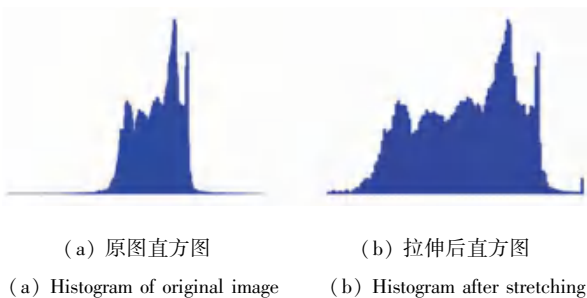 (a) 原图直方图
(b) 拉伸后直方图
(a) Histogram of original image
(b) Histogram after stretching